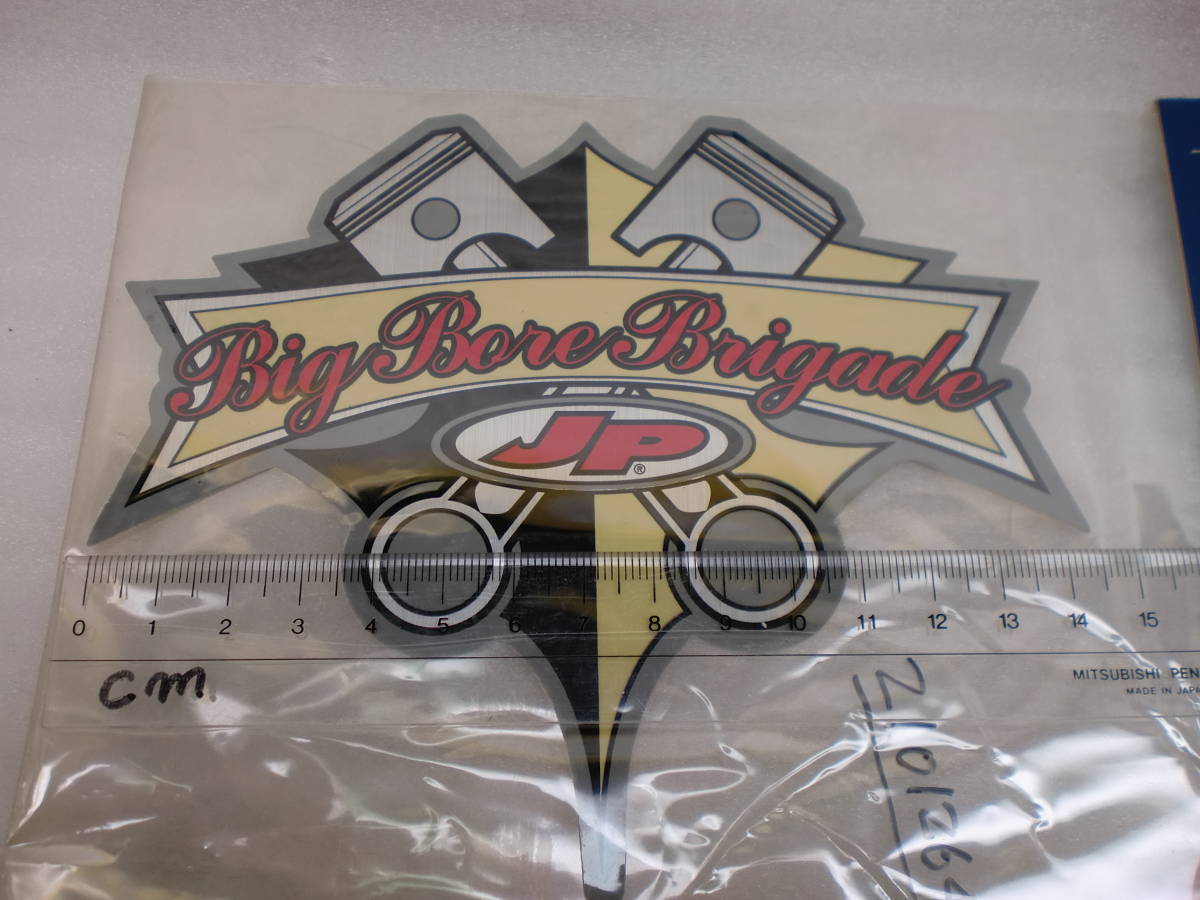 Big Bore Brigade
JP®
0 1 2 3 4 5 6 7 8 9 10 11 12 13 14 15
cm
MITSUBISHI PEN
MADE IN JAPA